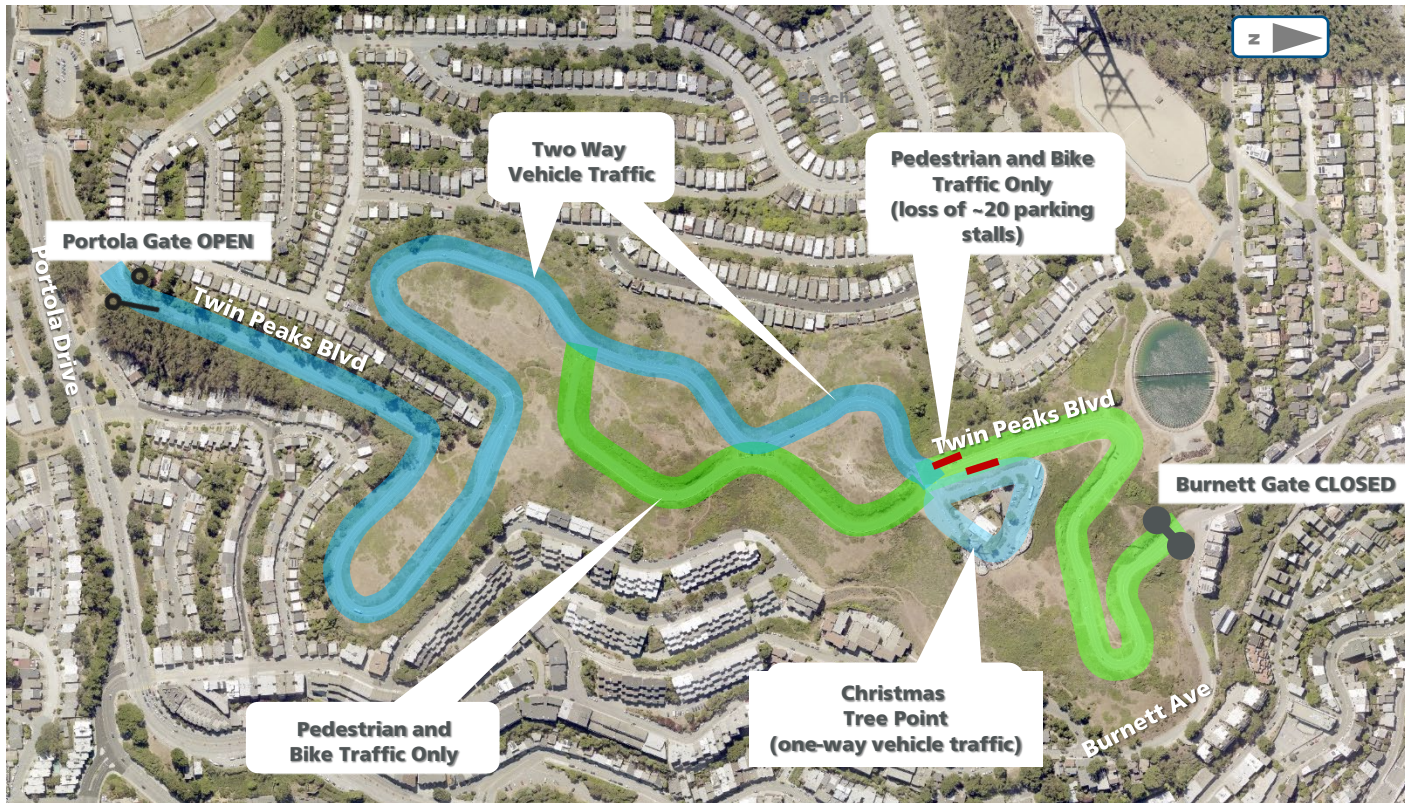 Z
Reach
Two Way
Vehicle Traffic
Pedestrian and Bike
Traffic Only
(loss of ~20 parking
stalls)
Portola Gate OPEN
Portola Drive
Twin Peaks Blvd
Twin Peaks Blvd
Burnett Gate CLOSED
Christmas
Tree Point
(one-way vehicle traffic)
Pedestrian and
Bike Traffic Only
Burnett Ave